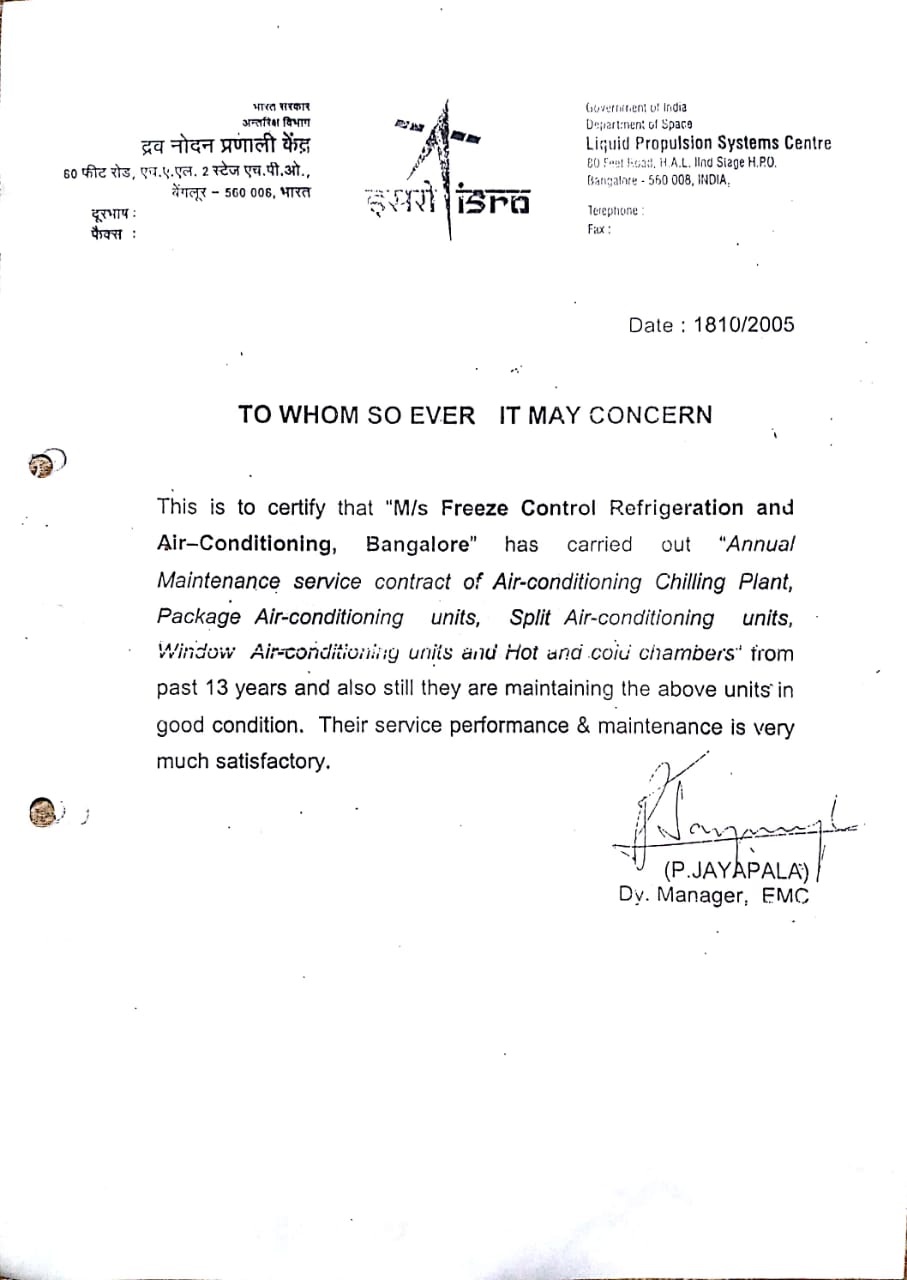 भारत सरकार
अन्तरिक्ष विभाग
द्रव नोदन प्रणाली केंद्र
60 फीट रोड, एच.ए.एल. 2 स्टेज एच.पी.ओ.,
बेंगलूर – 560 008, भारत
दूरभाष :
फैक्स :
इसरो isro
Government of India
Department of Space
Liquid Propulsion Systems Centre
80 Feet Road, H.A.L. IInd Stage H.P.O.
Bangalore - 560 008, INDIA,
Telephone :
Fax :
Date : 1810/2005
TO WHOM SO EVER IT MAY CONCERN
This is to certify that "M/s Freeze Control Refrigeration and
Air–Conditioning, Bangalore" has carried out "Annual
Maintenance service contract of Air-conditioning Chilling Plant,
Package Air-conditioning units, Split Air-conditioning units,
Window Air-conditioning units and Hot and cold chambers" from
past 13 years and also still they are maintaining the above units in
good condition. Their service performance & maintenance is very
much satisfactory.
(P.JAYAPALA)
Dy. Manager, EMC